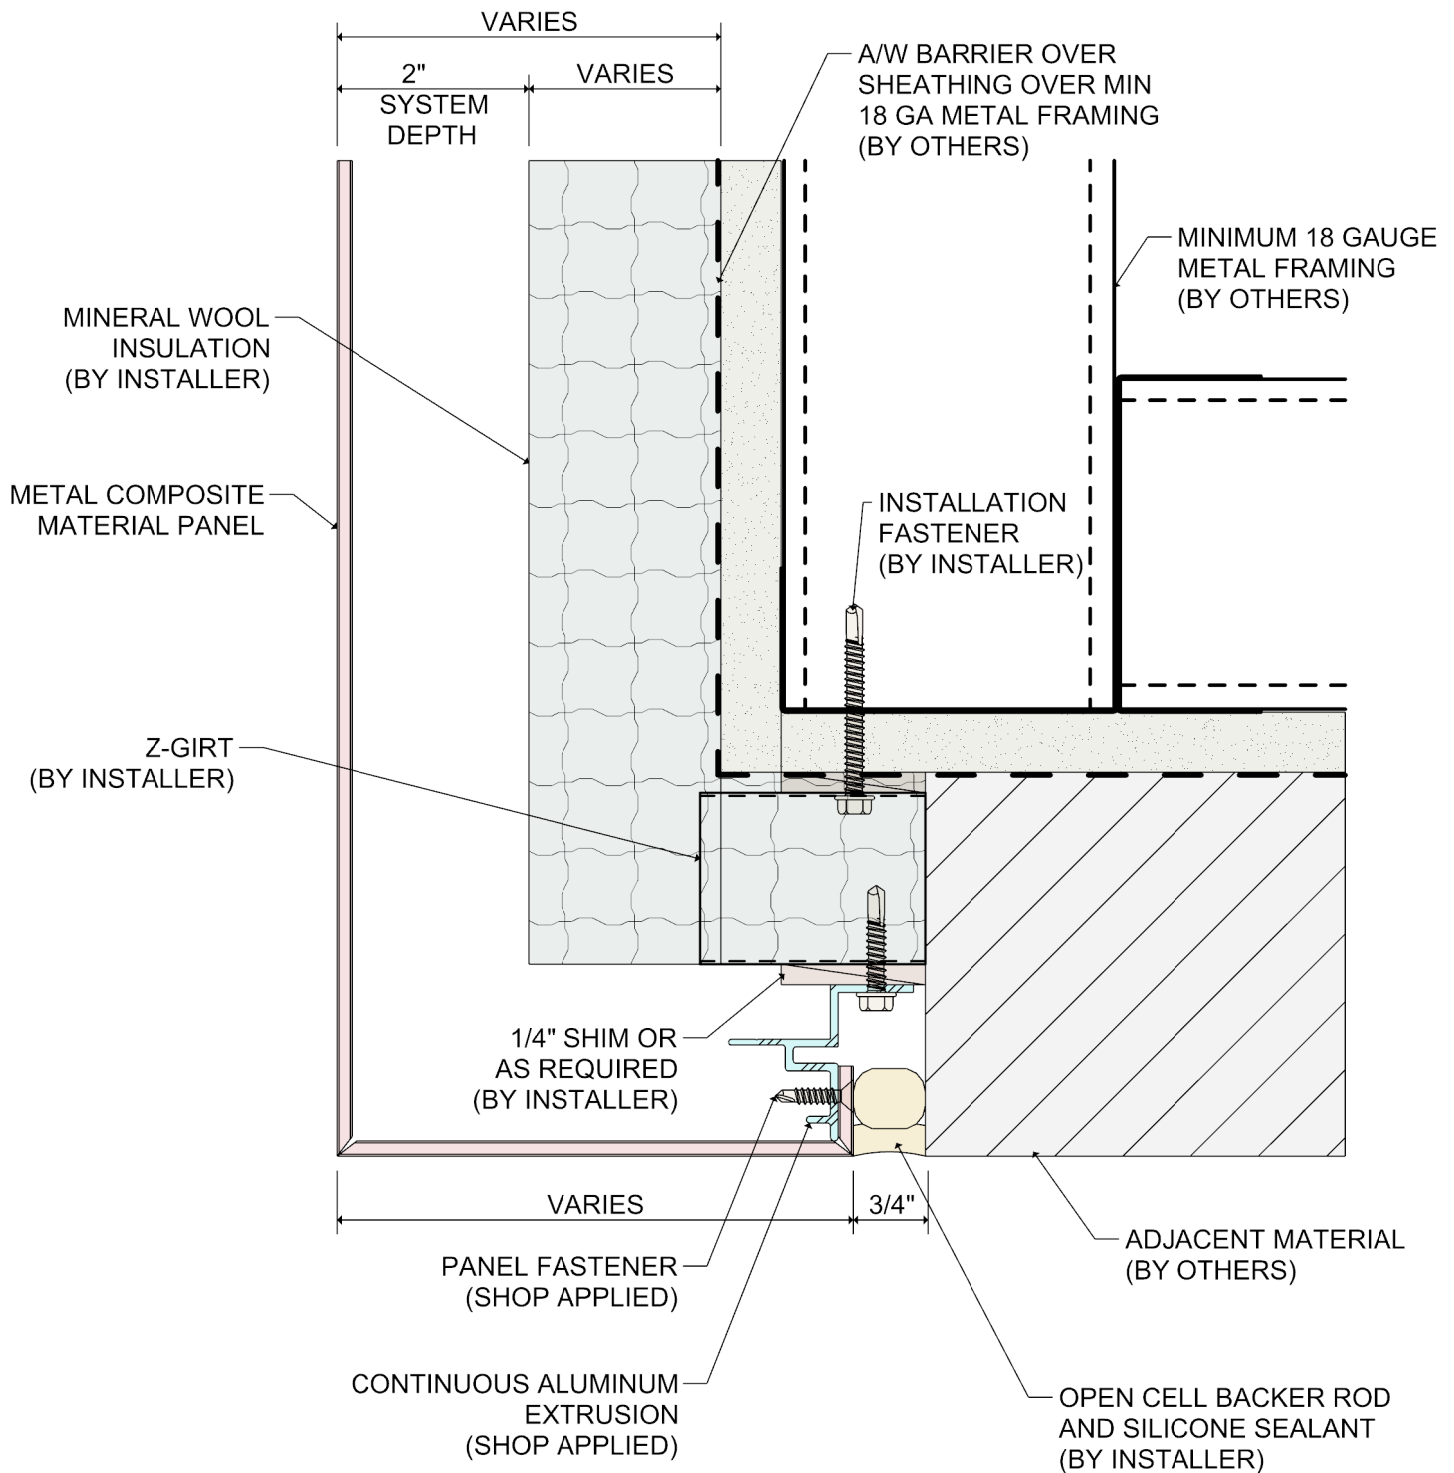 VARIES
2"
SYSTEM
DEPTH
VARIES
A/W BARRIER OVER
SHEATHING OVER MIN
18 GA METAL FRAMING
(BY OTHERS)
MINIMUM 18 GAUGE
METAL FRAMING
(BY OTHERS)
MINERAL WOOL
INSULATION
(BY INSTALLER)
METAL COMPOSITE
MATERIAL PANEL
INSTALLATION
FASTENER
(BY INSTALLER)
Z-GIRT
(BY INSTALLER)
1/4" SHIM OR
AS REQUIRED
(BY INSTALLER)
VARIES
3/4"
PANEL FASTENER
(SHOP APPLIED)
ADJACENT MATERIAL
(BY OTHERS)
CONTINUOUS ALUMINUM
EXTRUSION
(SHOP APPLIED)
OPEN CELL BACKER ROD
AND SILICONE SEALANT
(BY INSTALLER)